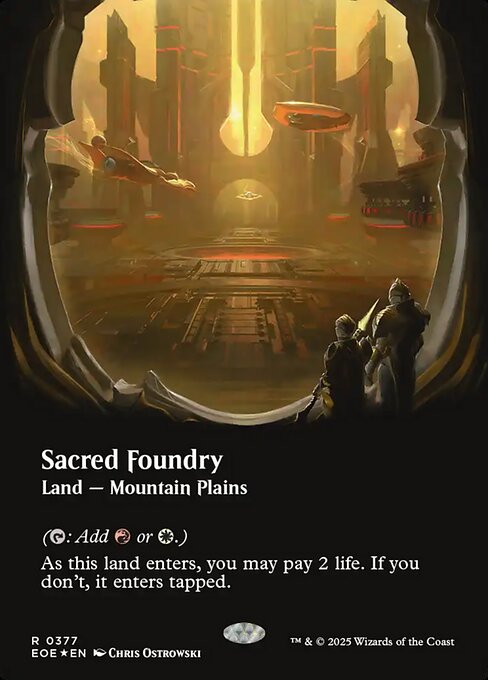 Sacred Foundry
Land — Mountain Plains
(: Add  or .)
As this land enters, you may pay 2 life. If you
don't, it enters tapped.
R 0377
EOE★EN Chris Ostrowski
™ & © 2025 Wizards of the Coast